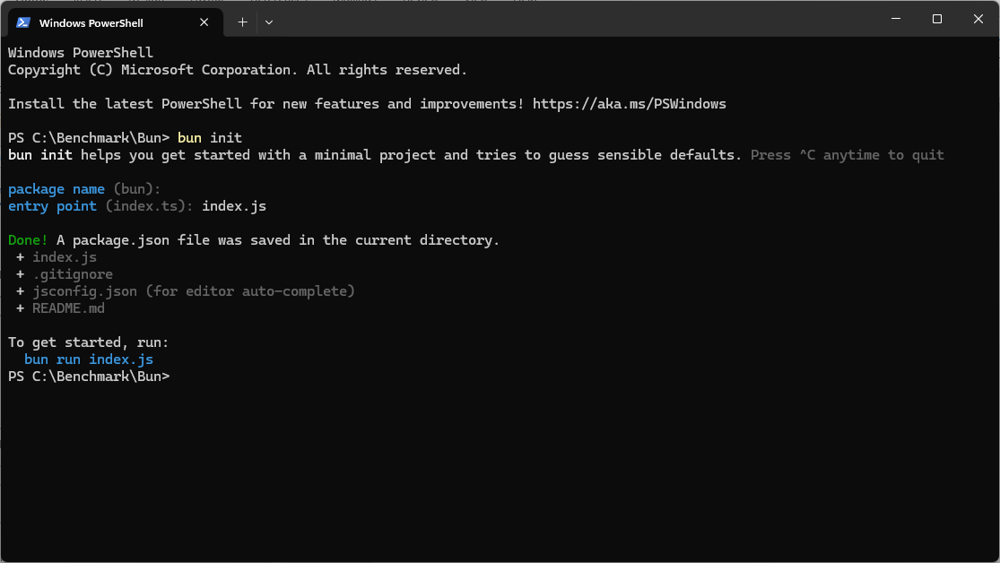 Windows PowerShell
Windows PowerShell
Copyright (C) Microsoft Corporation. All rights reserved.
Install the latest PowerShell for new features and improvements! https://aka.ms/PSWindows
PS C:\Benchmark\Bun> bun init
bun init helps you get started with a minimal project and tries to guess sensible defaults. Press ^C anytime to quit
package name (bun):
entry point (index.ts): index.js
Done! A package.json file was saved in the current directory.
+ index.js
+ .gitignore
+ jsconfig.json (for editor auto-complete)
+ README.md
To get started, run:
bun run index.js
PS C:\Benchmark\Bun>